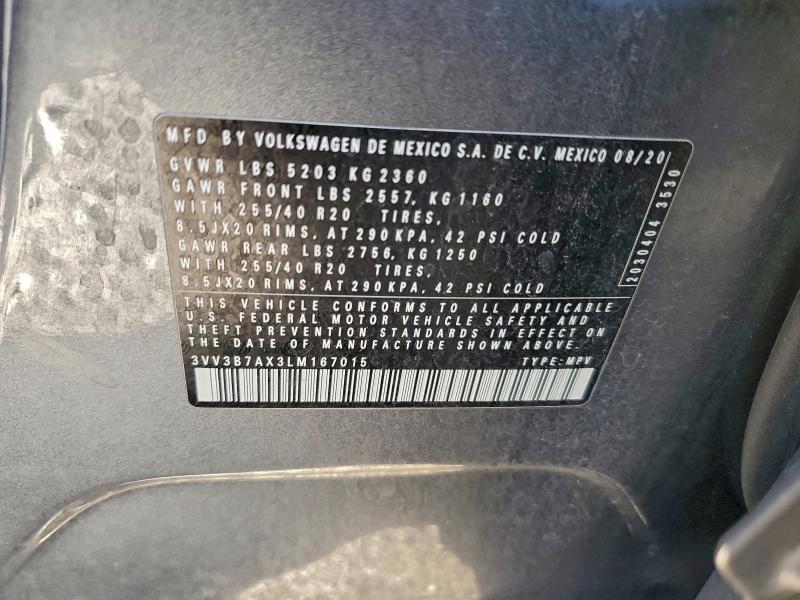 MFD BY VOLKSWAGEN DE MEXICO S.A. DE C.V. MEXICO 08/20
GVWR LBS 5203 KG 2360
GAWR FRONT LBS 2557, KG 1160
WITH 255/40 R20 TIRES,
8.5JX20 RIMS, AT 290 KPA, 42 PSI COLD
GAWR REAR LBS 2756, KG 1250
WITH 255/40 R20 TIRES,
8.5JX20 RIMS, AT 290 KPA, 42 PSI COLD
2030404 3530
THIS VEHICLE CONFORMS TO ALL APPLICABLE
U.S. FEDERAL MOTOR VEHICLE SAFETY AND
THEFT PREVENTION STANDARDS IN EFFECT ON
THE DATE OF MANUFACTURE SHOWN ABOVE.
3VV3B7AX3LM167015 TYPE: MPV